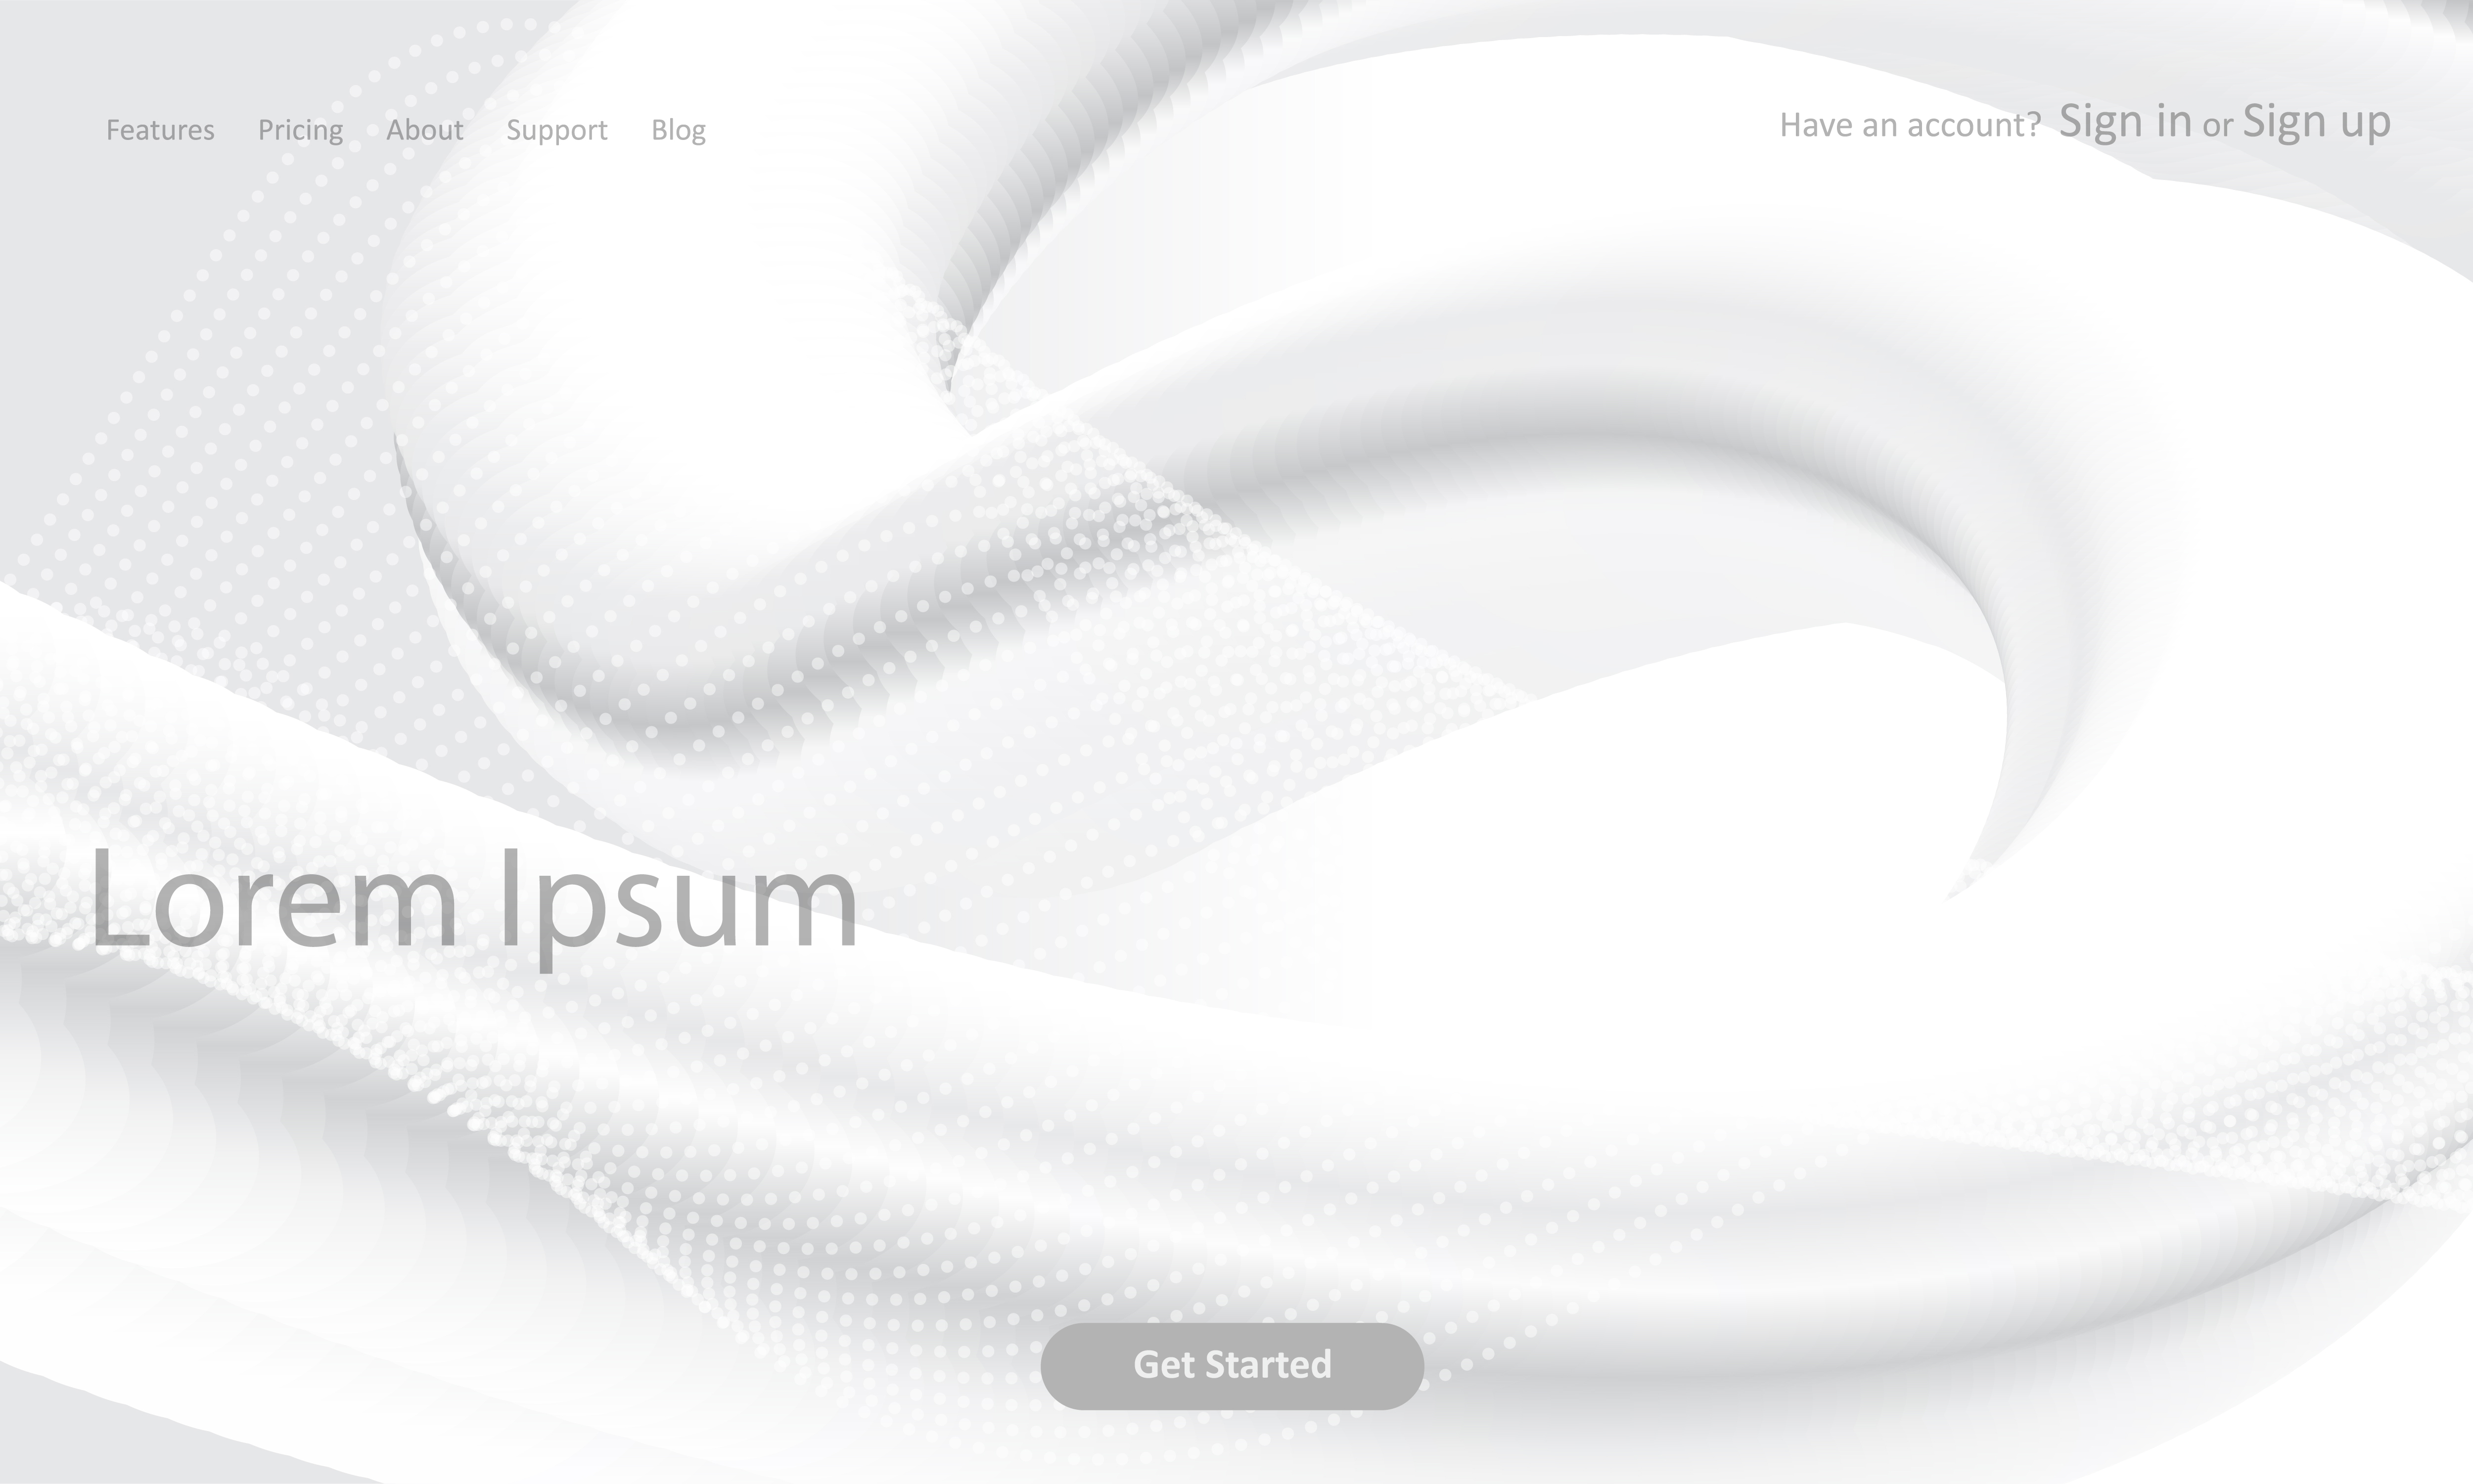 Features Pricing About Support Blog
Have an account? Sign in or Sign up
Lorem Ipsum
Get Started